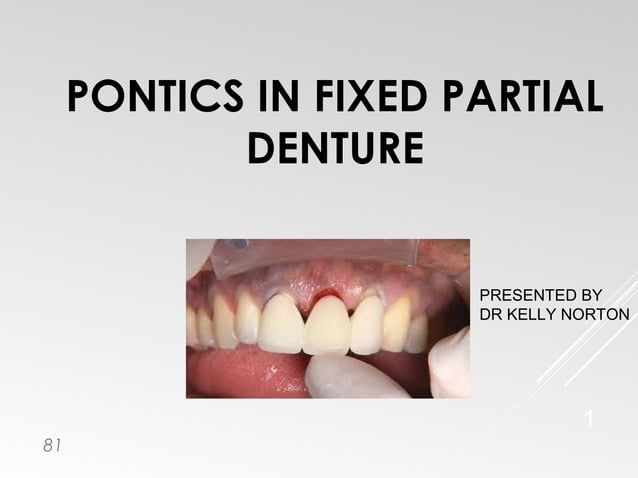 PONTICS IN FIXED PARTIAL
DENTURE
PRESENTED BY
DR KELLY NORTON
1
81